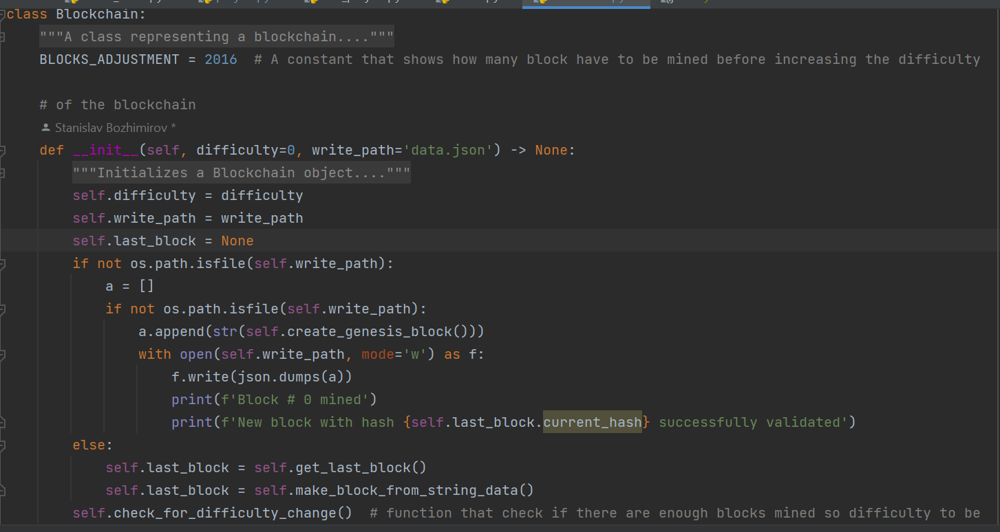 class Blockchain:
"""A class representing a blockchain...."""
BLOCKS_ADJUSTMENT = 2016  # A constant that shows how many block have to be mined before increasing the difficulty
# of the blockchain
Stanislav Bozhimirov *
def __init__(self, difficulty=0, write_path='data.json') -> None:
"""Initializes a Blockchain object...."""
self.difficulty = difficulty
self.write_path = write_path
self.last_block = None
if not os.path.isfile(self.write_path):
a = []
if not os.path.isfile(self.write_path):
a.append(str(self.create_genesis_block()))
with open(self.write_path, mode='w') as f:
f.write(json.dumps(a))
print(f'Block # 0 mined')
print(f'New block with hash {self.last_block.current_hash} successfully validated')
else:
self.last_block = self.get_last_block()
self.last_block = self.make_block_from_string_data()
self.check_for_difficulty_change()  # function that check if there are enough blocks mined so difficulty to be